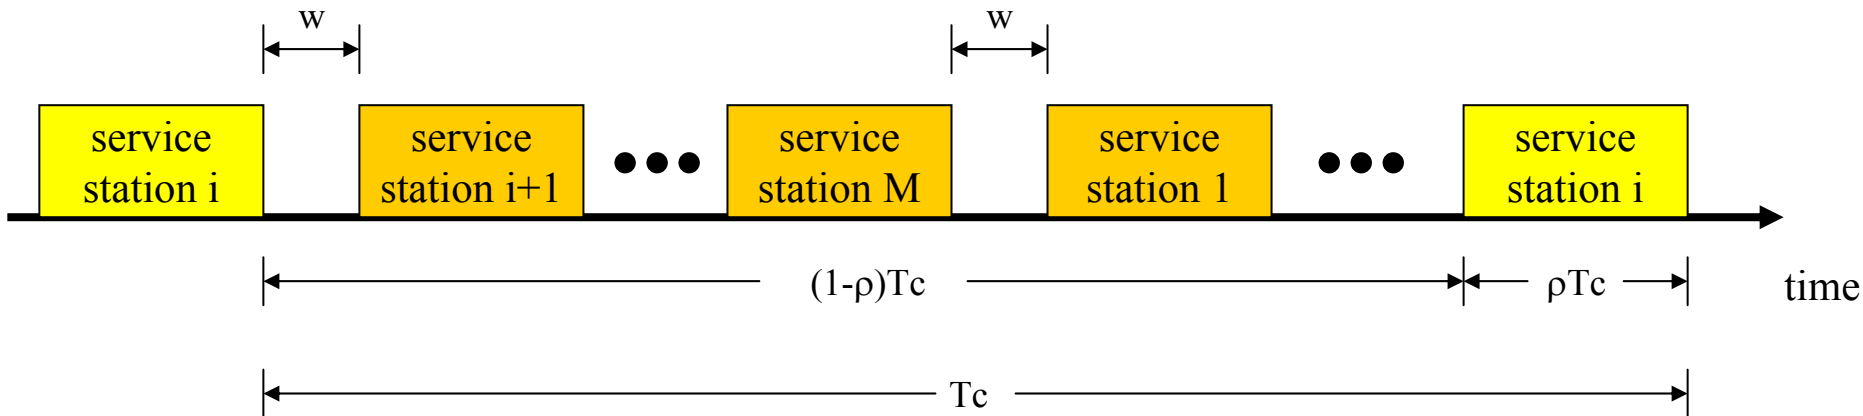 w
w
service
station i
service
station i+1
service
station M
service
station 1
service
station i
(1-ρ)Tc
ρTc
time
Tc